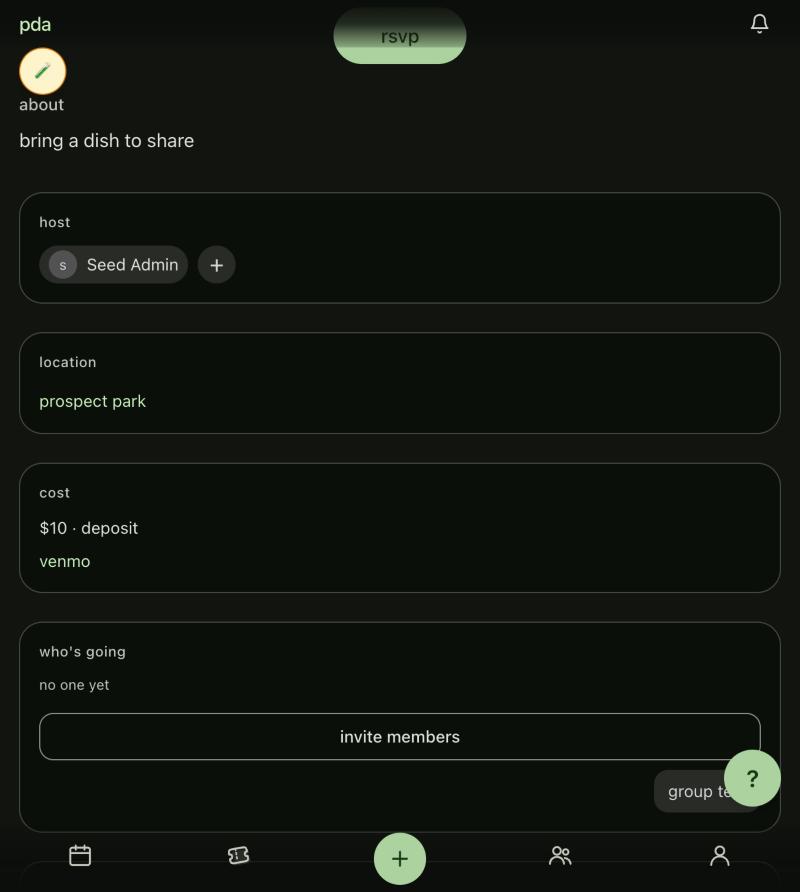 pda
rsvp
about
bring a dish to share
host
s Seed Admin +
location
prospect park
cost
$10 · deposit
venmo
who's going
no one yet
invite members
group
?
+